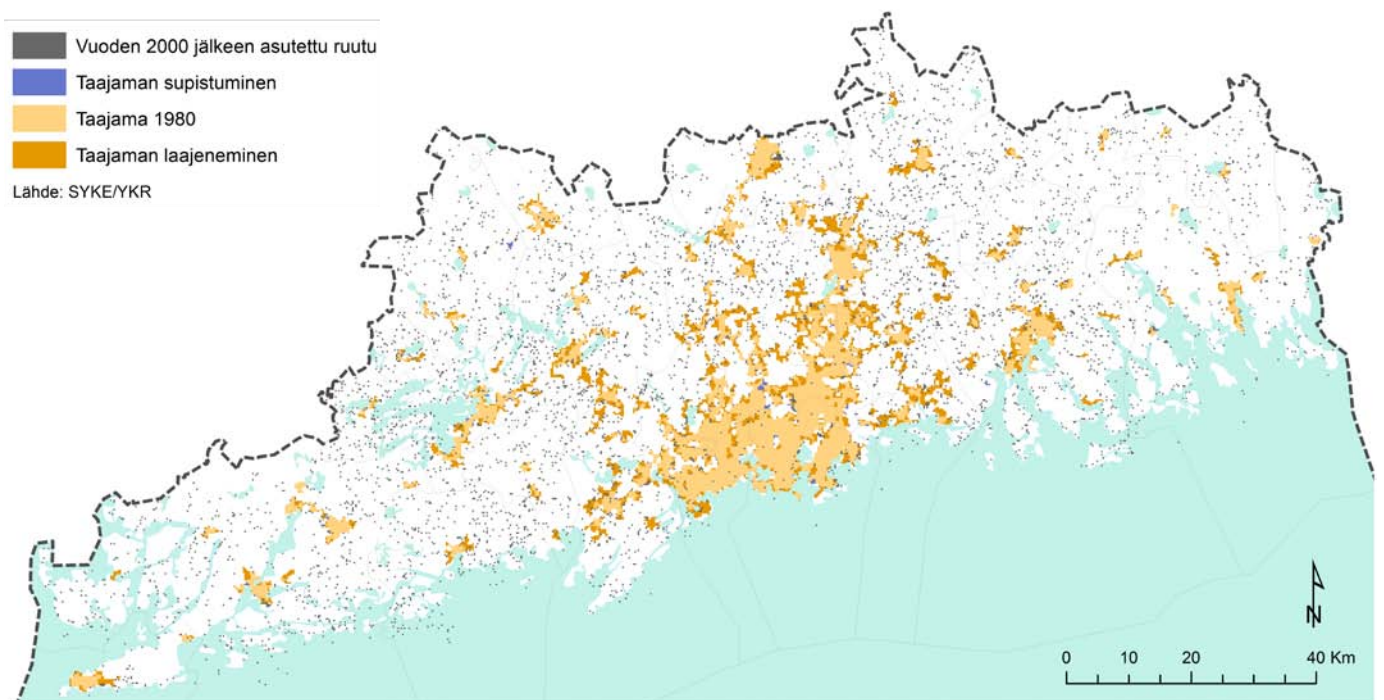 Vuoden 2000 jälkeen asutettu ruutu
Taajaman supistuminen
Taajama 1980
Taajaman laajeneminen
Lähde: SYKE/YKR
N
0 10 20 40 Km